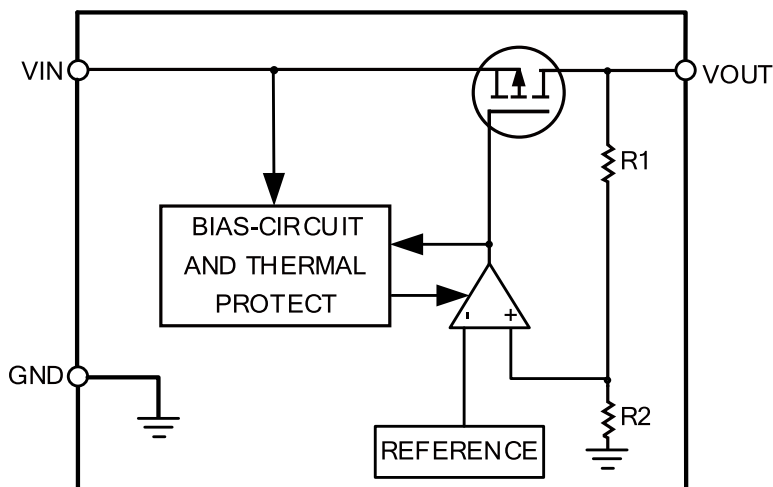 VIN
VOUT
R1
BIAS-CIRCUIT
AND THERMAL
PROTECT
- +
GND
R2
REFERENCE